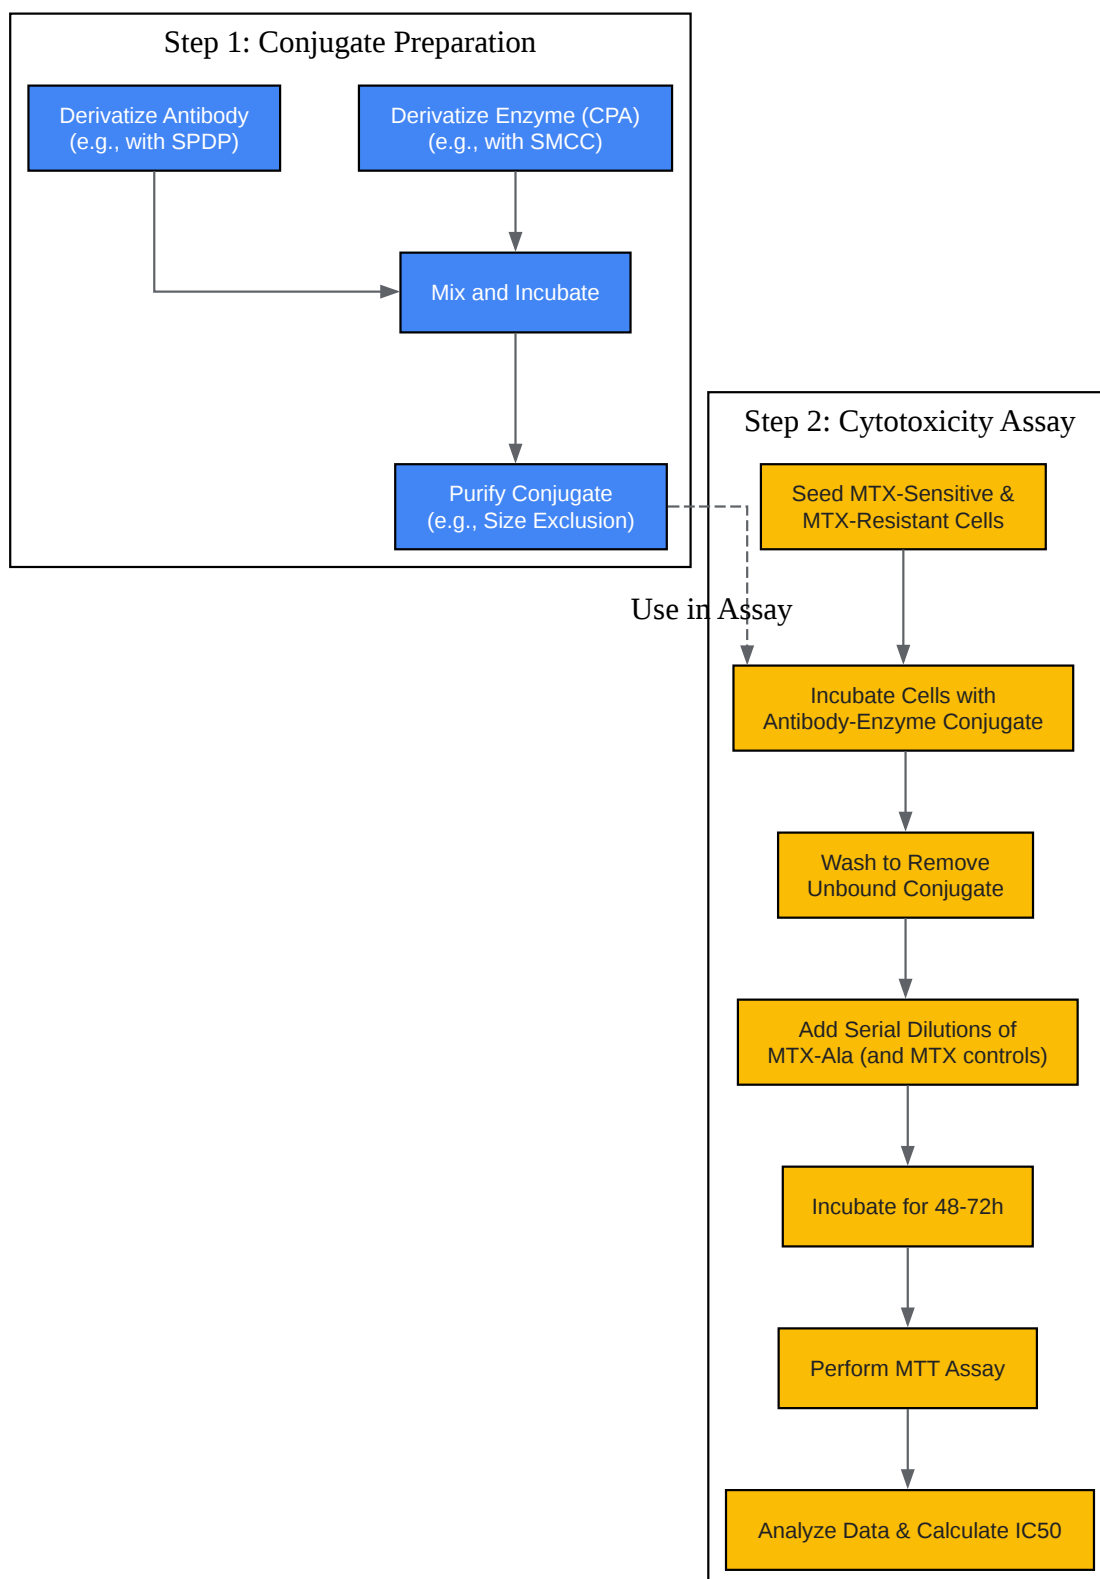 Step 1: Conjugate Preparation
Derivatize Antibody
(e.g., with SPDP)
Derivatize Enzyme (CPA)
(e.g., with SMCC)
Mix and Incubate
Purify Conjugate
(e.g., Size Exclusion)
Use in Assay
Step 2: Cytotoxicity Assay
Seed MTX-Sensitive &
MTX-Resistant Cells
Incubate Cells with
Antibody-Enzyme Conjugate
Wash to Remove
Unbound Conjugate
Add Serial Dilutions of
MTX-Ala (and MTX controls)
Incubate for 48-72h
Perform MTT Assay
Analyze Data & Calculate IC50